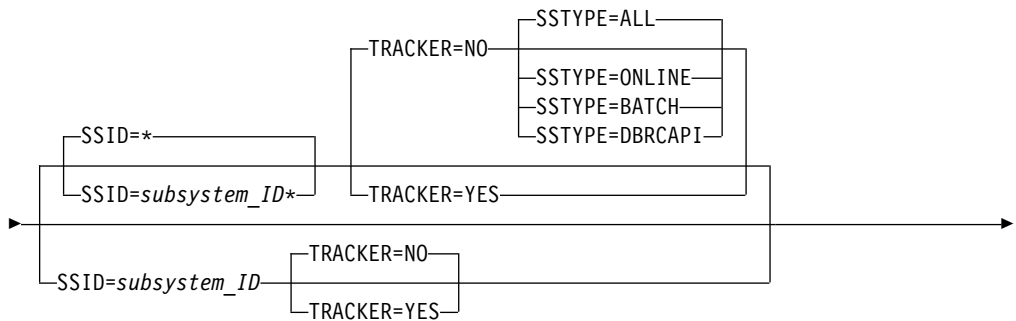 SSTYPE=ALL
TRACKER=NO
SSTYPE=ONLINE
SSTYPE=BATCH
SSTYPE=DBRCAPI
SSID=*
SSID=subsystem_ID*
TRACKER=YES
TRACKER=NO
SSID=subsystem_ID
TRACKER=YES